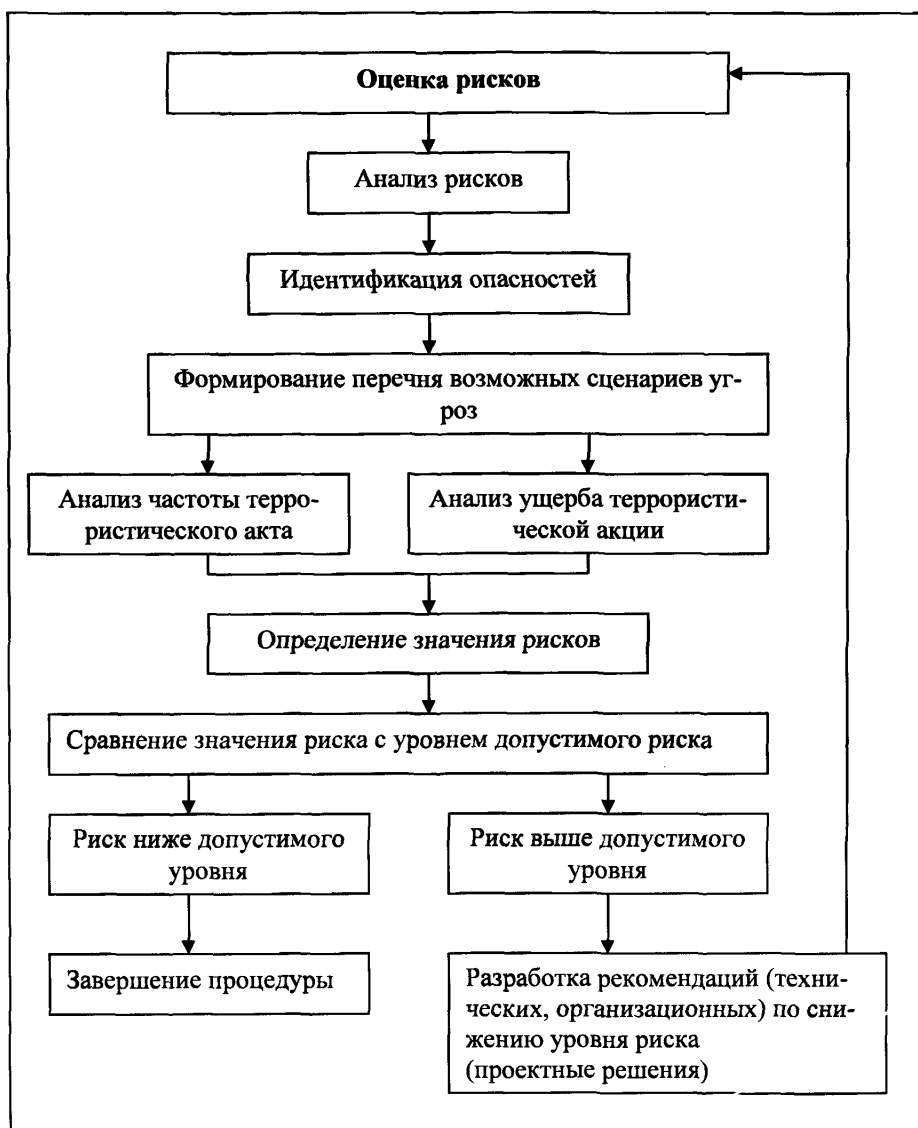 Оценка рисков
Анализ рисков
Идентификация опасностей
Формирование перечня возможных сценариев уг-
роз
Анализ частоты терро-
ристического акта
Анализ ущерба террористи-
ческой акции
Определение значения рисков
Сравнение значения риска с уровнем допустимого риска
Риск ниже допустимого
уровня
Риск выше допустимого
уровня
Завершение процедуры
Разработка рекомендаций (техни-
ческих, организационных) по сни-
жению уровня риска
(проектные решения)